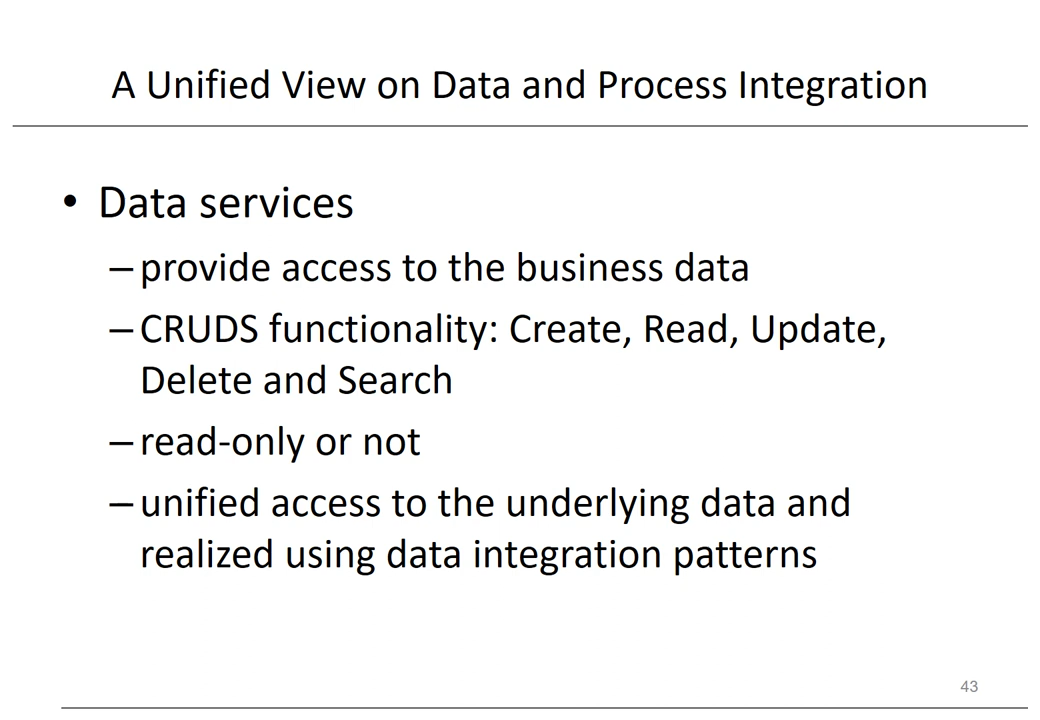 A Unified View on Data and Process Integration
• Data services
– provide access to the business data
– CRUDS functionality: Create, Read, Update,
Delete and Search
– read-only or not
– unified access to the underlying data and
realized using data integration patterns
43